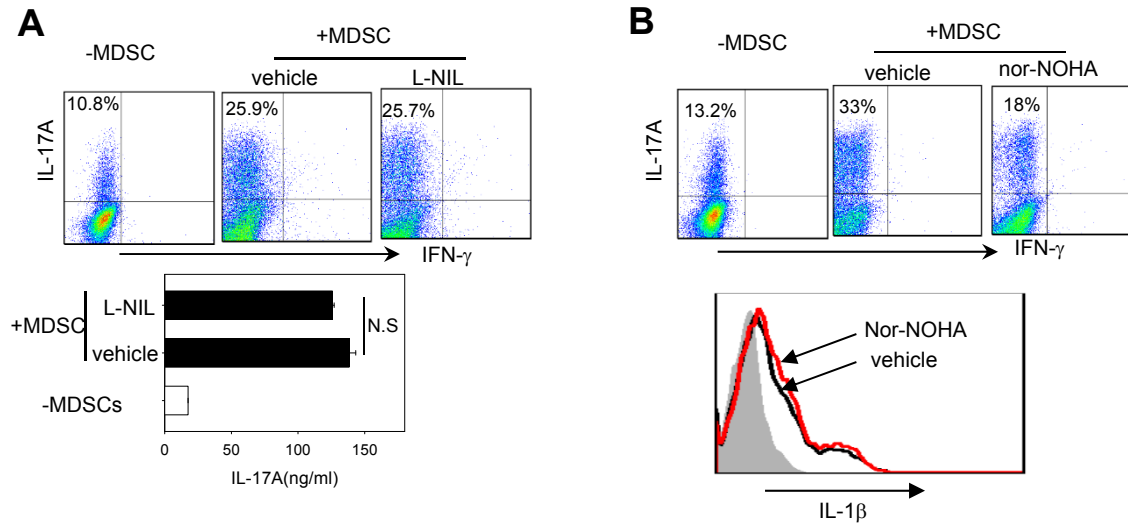 A
-MDSC
+MDSC
vehicle
L-NIL
10.8%
25.9%
25.7%
IL-17A
IFN-γ
+MDSC
L-NIL
vehicle
N.S
-MDSCs
0 50 100 150
IL-17A(ng/ml)
B
-MDSC
+MDSC
vehicle
nor-NOHA
13.2%
33%
18%
IL-17A
IFN-γ
Nor-NOHA
vehicle
IL-1β